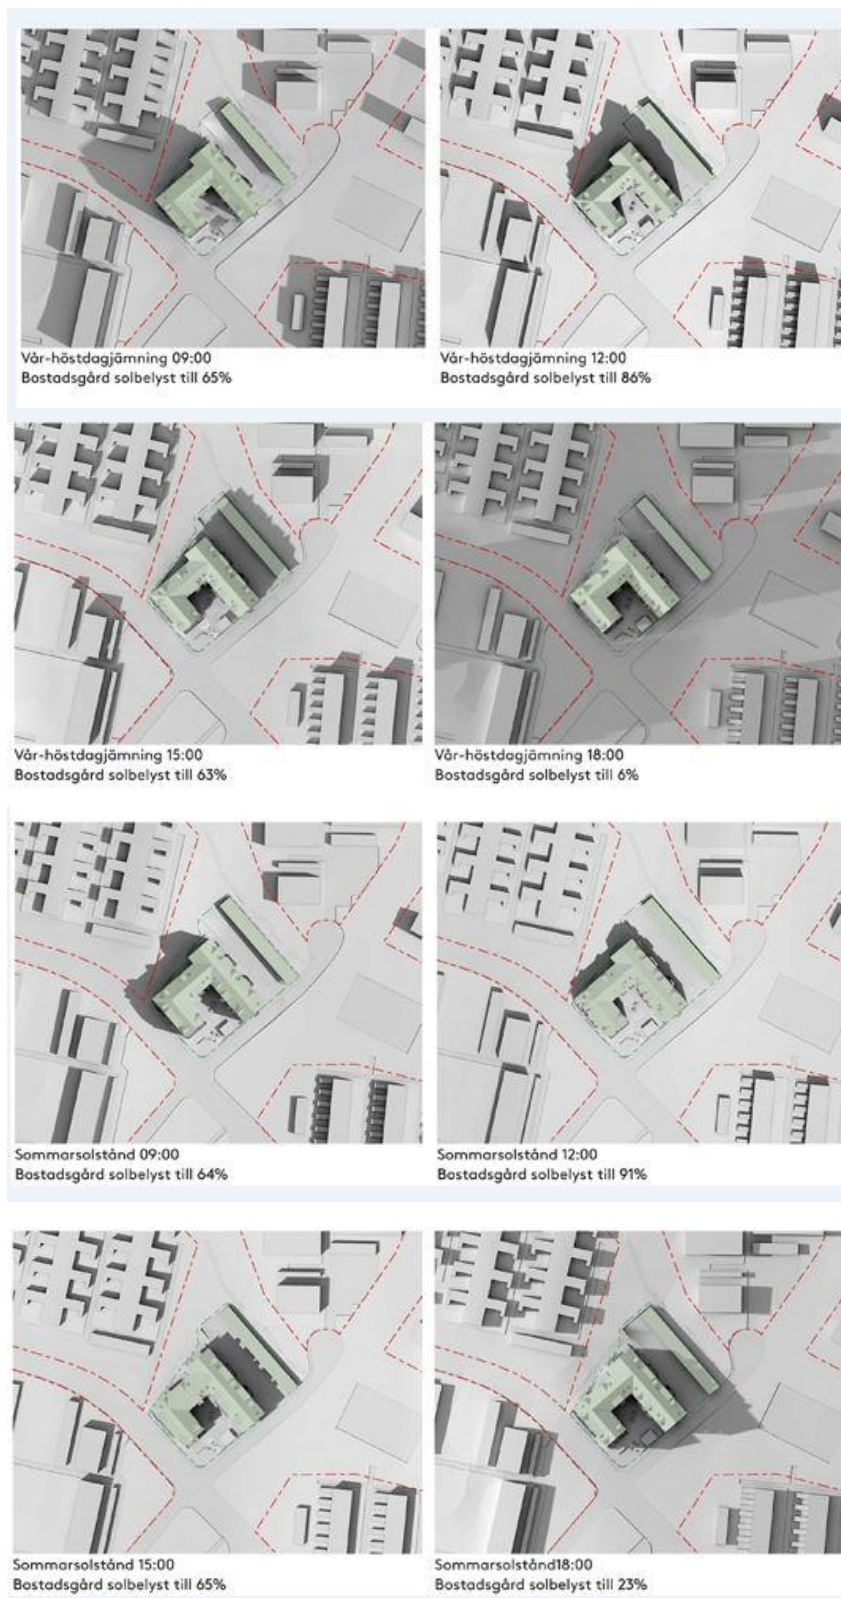 Vår-höstdagjämning 09:00
Bostadsgård solbelyst till 65%
Vår-höstdagjämning 12:00
Bostadsgård solbelyst till 86%
Vår-höstdagjämning 15:00
Bostadsgård solbelyst till 63%
Vår-höstdagjämning 18:00
Bostadsgård solbelyst till 6%
Sommarsolstånd 09:00
Bostadsgård solbelyst till 64%
Sommarsolstånd 12:00
Bostadsgård solbelyst till 91%
Sommarsolstånd 15:00
Bostadsgård solbelyst till 65%
Sommarsolstånd18:00
Bostadsgård solbelyst till 23%